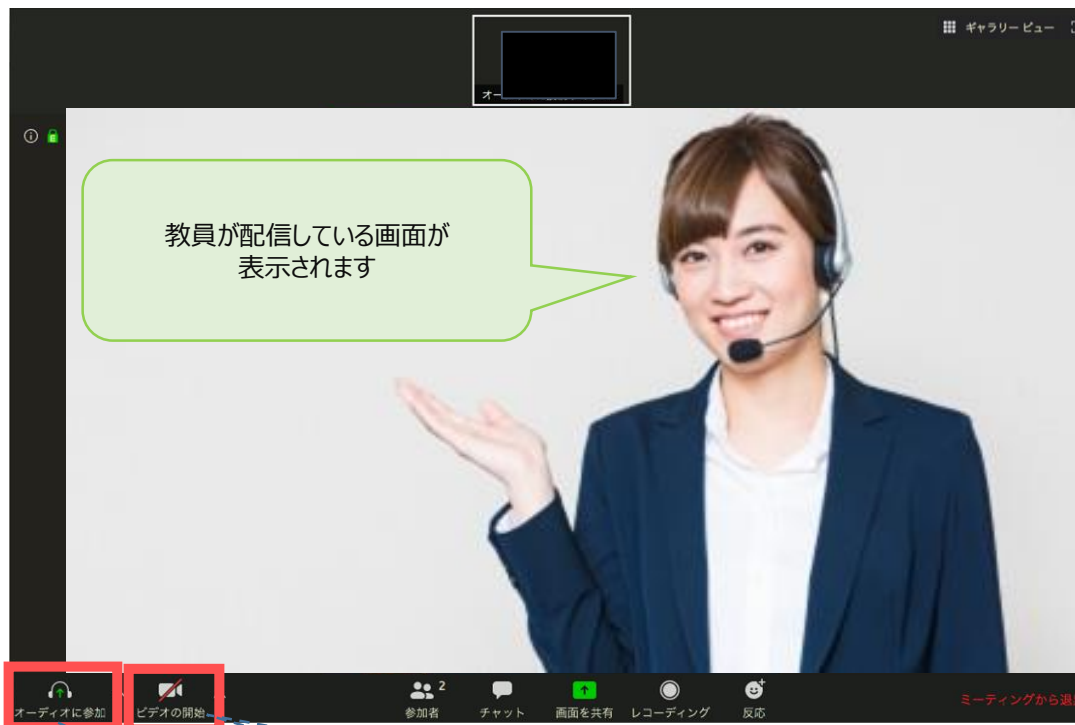 ギャラリー ビュー
オー
教員が配信している画面が
表示されます
オーディオに参加
ビデオの開始
参加者
2
チャット
画面を共有
レコーディング
反応
ミーティングから退